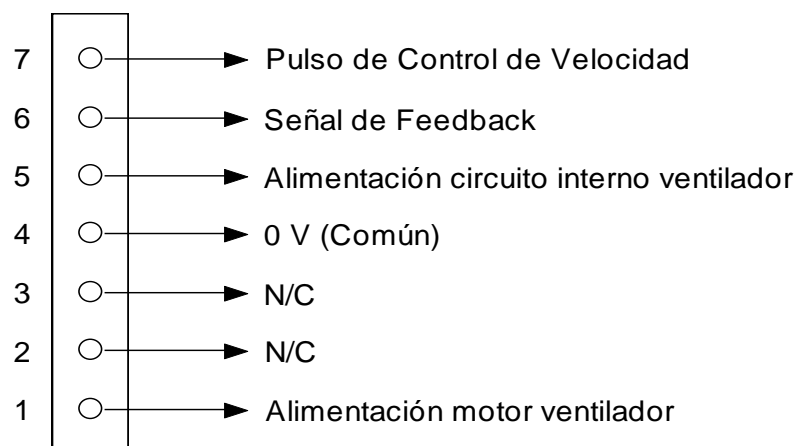 7 Pulso de Control de Velocidad
6 Señal de Feedback
5 Alimentación circuito interno ventilador
4 0 V (Común)
3 N/C
2 N/C
1 Alimentación motor ventilador